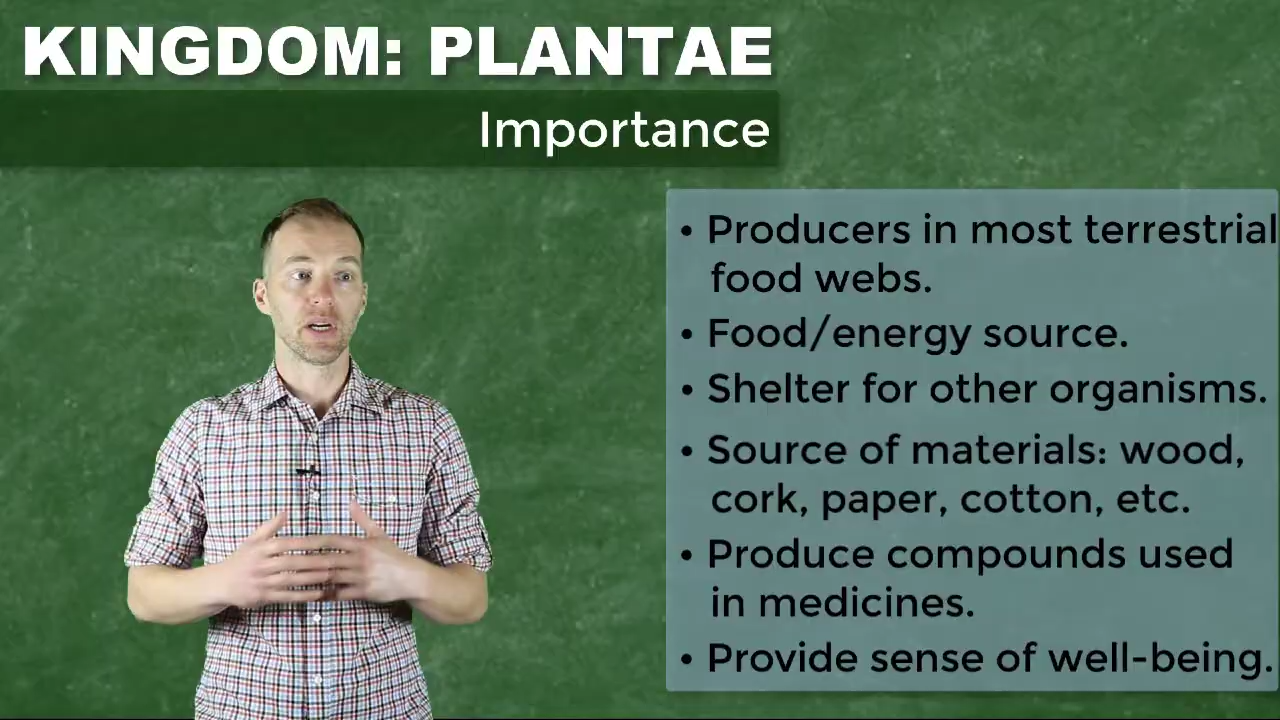 KINGDOM: PLANTAE
Importance
• Producers in most terrestrial
food webs.
• Food/energy source.
• Shelter for other organisms.
• Source of materials: wood,
cork, paper, cotton, etc.
• Produce compounds used
in medicines.
• Provide sense of well-being.